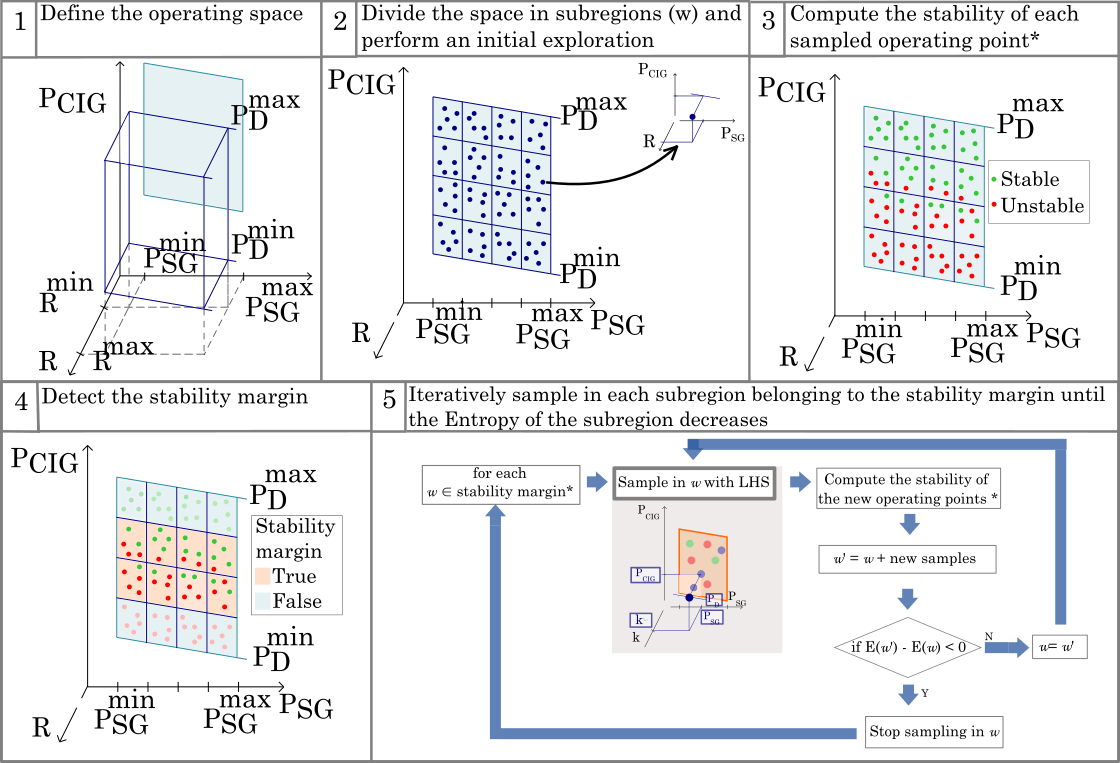 1 Define the operating space
P_CIG
P_D^max
P_D^min
P_SG^min
R^min
P_SG^max
R
R^max
2 Divide the space in subregions (w) and
perform an initial exploration
P_CIG
P_D^max
P_D^min
P_SG^min
P_SG^max
P_SG
R
P_CIG
P_SG
R
3 Compute the stability of each
sampled operating point*
P_CIG
P_D^max
Stable
Unstable
P_D^min
P_SG^min
P_SG^max
P_SG
R
4 Detect the stability margin
P_CIG
P_D^max
Stability
margin
True
False
P_D^min
P_SG^min
P_SG^max
P_SG
R
5 Iteratively sample in each subregion belonging to the stability margin until
the Entropy of the subregion decreases
for each
w ∈ stability margin*
Sample in w with LHS
P_CIG
P_CIG
P_D
P_SG
P_SG
k
k
Compute the stability of
the new operating points *
w' = w + new samples
if E(w') - E(w) < 0
N
w= w'
Y
Stop sampling in w